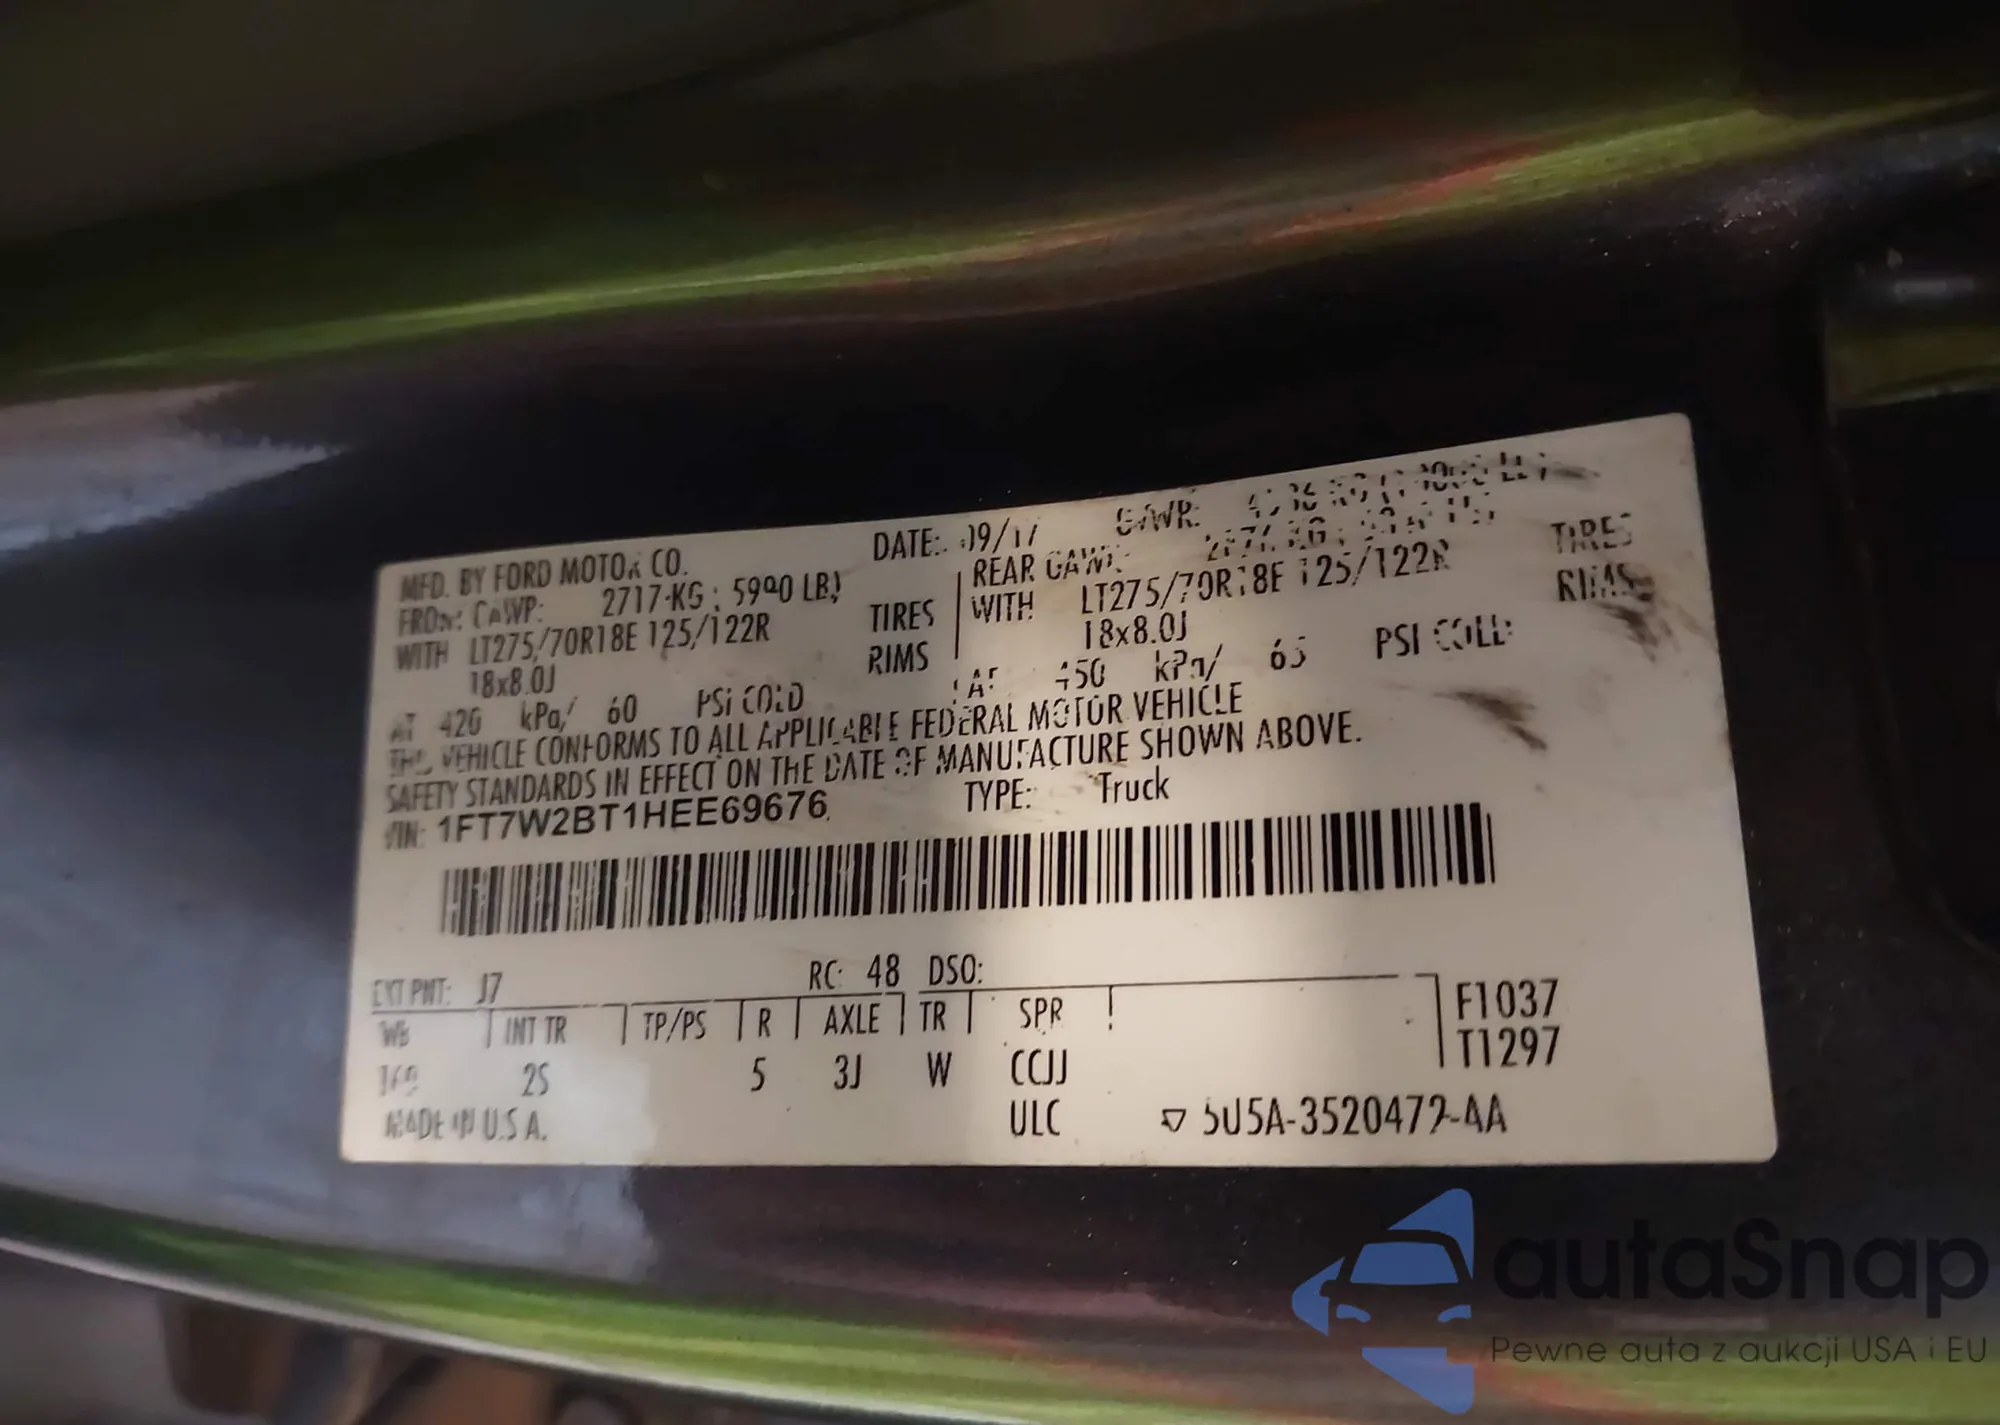 MFD. BY FORD MOTOR CO.
DATE: 09/17
GVWR:
FRONT GAWR: 2717 KG : 5990 LB)
REAR GAWR:
WITH LT275/70R18E 125/122R TIRES
WITH LT275/70R18E 125/122R TIRES
18x8.0J RIMS
18x8.0J RIMS
AT 420 kPa/ 60 PSI COLD
AT 450 kPa/ 65 PSI COLD
THIS VEHICLE CONFORMS TO ALL APPLICABLE FEDERAL MOTOR VEHICLE
SAFETY STANDARDS IN EFFECT ON THE DATE OF MANUFACTURE SHOWN ABOVE.
VIN: 1FT7W2BT1HEE69676
TYPE: Truck
EXT PNT: J7 RC: 48 DSO:
WB INT TR TP/PS R AXLE TR SPR
F1037
T1297
160 2S 5 3J W CCJJ
MADE IN U.S.A. ULC 5U5A-3520472-AA
autaSnap
Pewne auta z aukcji USA i EU